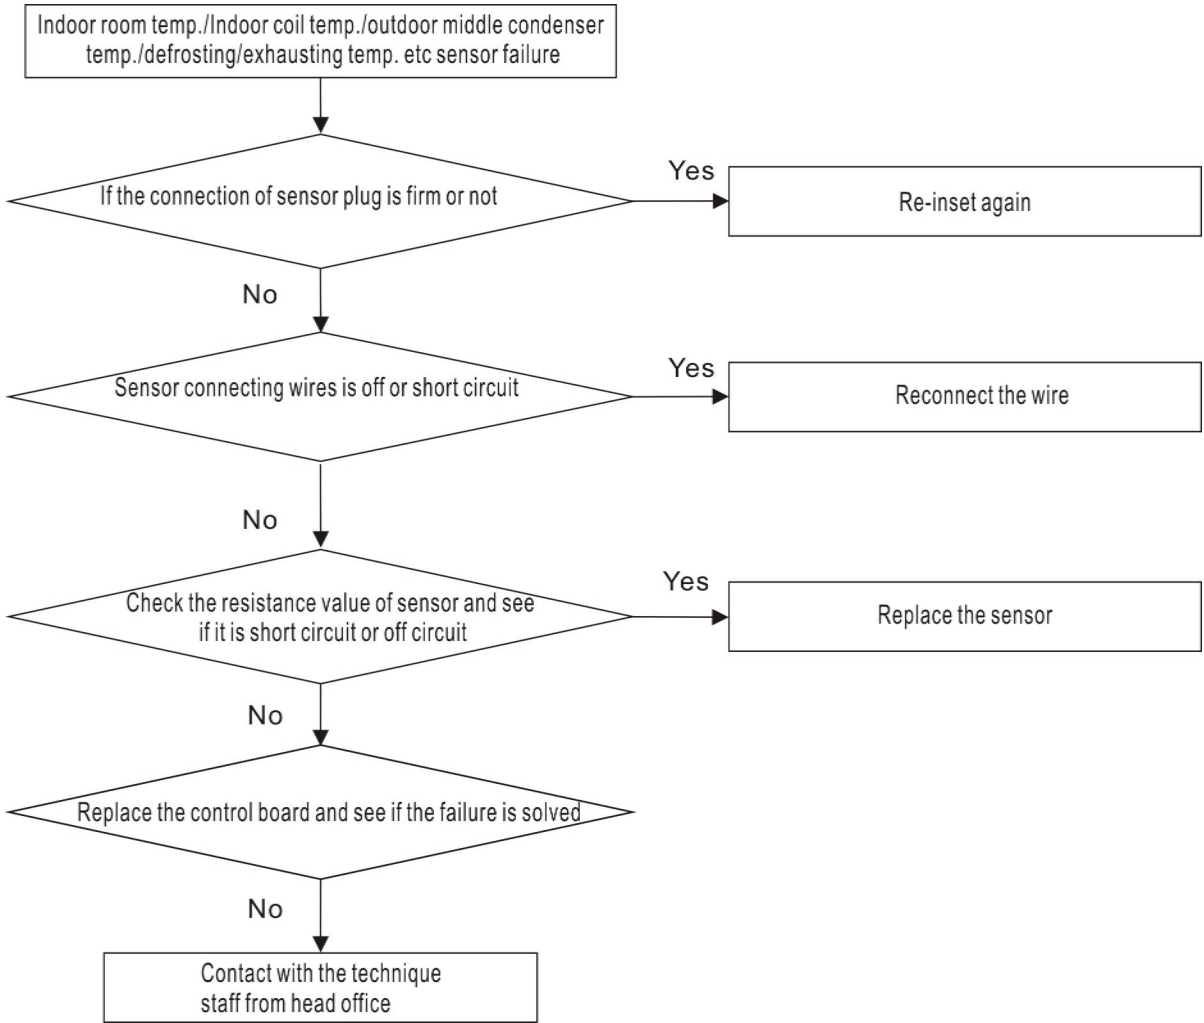 Indoor room temp./Indoor coil temp./outdoor middle condenser
temp./defrosting/exhausting temp. etc sensor failure
If the connection of sensor plug is firm or not
Yes
Re-inset again
No
Sensor connecting wires is off or short circuit
Yes
Reconnect the wire
No
Check the resistance value of sensor and see
if it is short circuit or off circuit
Yes
Replace the sensor
No
Replace the control board and see if the failure is solved
No
Contact with the technique
staff from head office